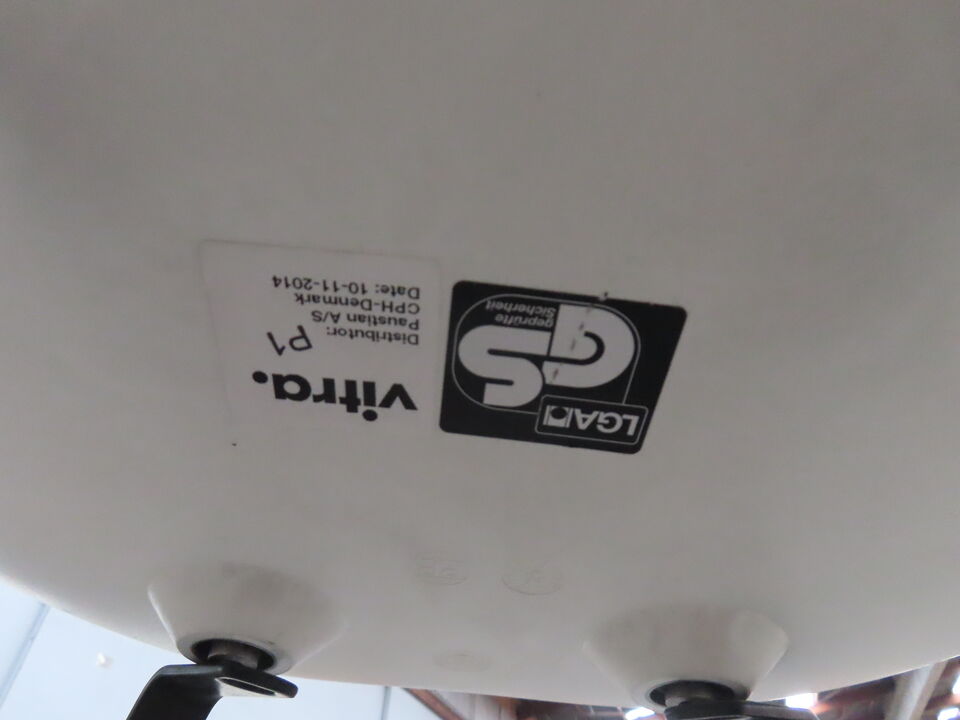 vitra.
Distributor: P1
Paustian A/S
CPH-Denmark
Date: 10-11-2014
LGA
GS
geprüfte
Sicherheit